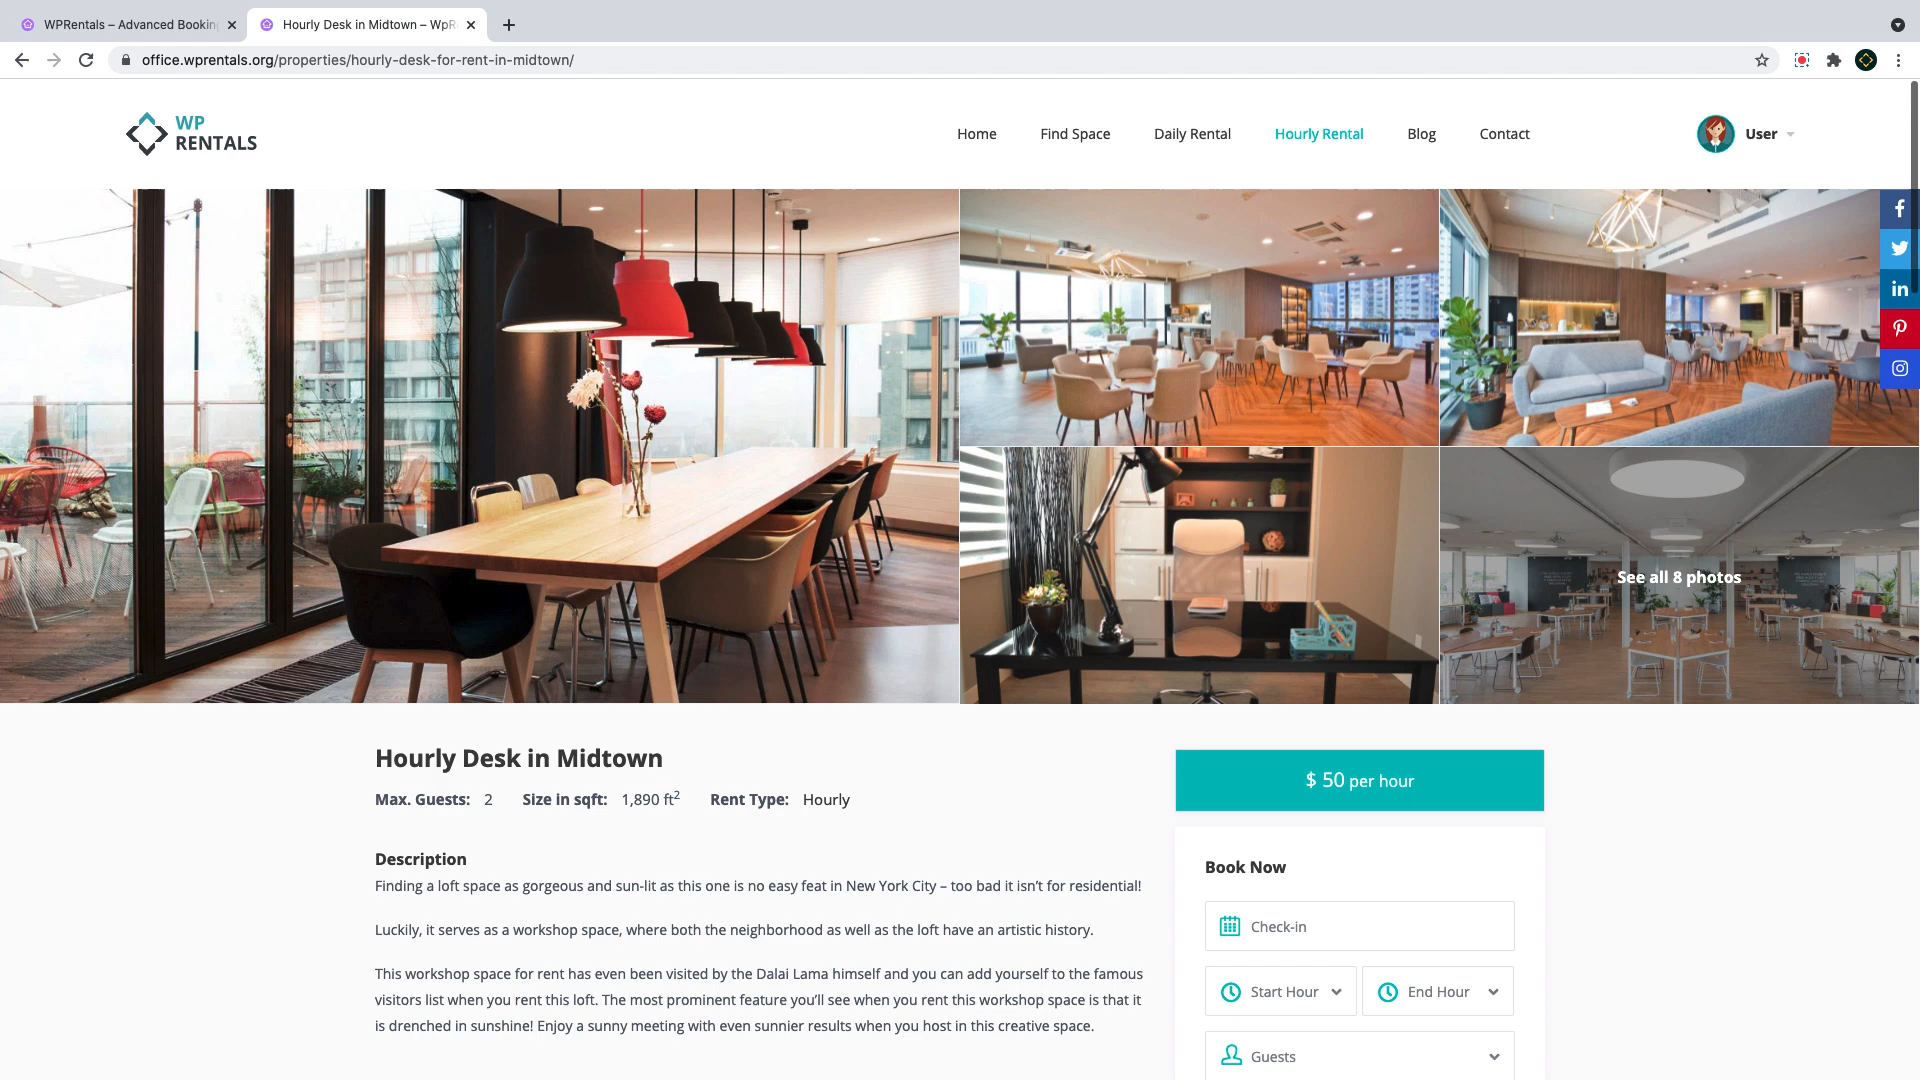 WPRentals – Advanced Bookin
Hourly Desk in Midtown – WpR
office.wprentals.org/properties/hourly-desk-for-rent-in-midtown/
WP
RENTALS
Home
Find Space
Daily Rental
Hourly Rental
Blog
Contact
User
See all 8 photos
Hourly Desk in Midtown
Max. Guests: 2 Size in sqft: 1,890 ft2 Rent Type: Hourly
Description
Finding a loft space as gorgeous and sun-lit as this one is no easy feat in New York City – too bad it isn’t for residential!
Luckily, it serves as a workshop space, where both the neighborhood as well as the loft have an artistic history.
This workshop space for rent has even been visited by the Dalai Lama himself and you can add yourself to the famous
visitors list when you rent this loft. The most prominent feature you’ll see when you rent this workshop space is that it
is drenched in sunshine! Enjoy a sunny meeting with even sunnier results when you host in this creative space.
$ 50 per hour
Book Now
Check-in
Start Hour
End Hour
Guests